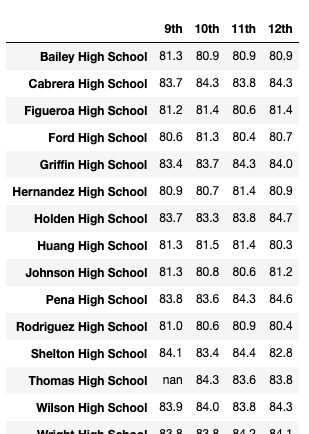 9th 10th 11th 12th
Bailey High School 81.3 80.9 80.9 80.9
Cabrera High School 83.7 84.3 83.8 84.3
Figueroa High School 81.2 81.4 80.6 81.4
Ford High School 80.6 81.3 80.4 80.7
Griffin High School 83.4 83.7 84.3 84.0
Hernandez High School 80.9 80.7 81.4 80.9
Holden High School 83.7 83.3 83.8 84.7
Huang High School 81.3 81.5 81.4 80.3
Johnson High School 81.3 80.8 80.6 81.2
Pena High School 83.8 83.6 84.3 84.6
Rodriguez High School 81.0 80.6 80.9 80.4
Shelton High School 84.1 83.4 84.4 82.8
Thomas High School nan 84.3 83.6 83.8
Wilson High School 83.9 84.0 83.8 84.3
Wright High School 83.8 83.8 84.2 84.1